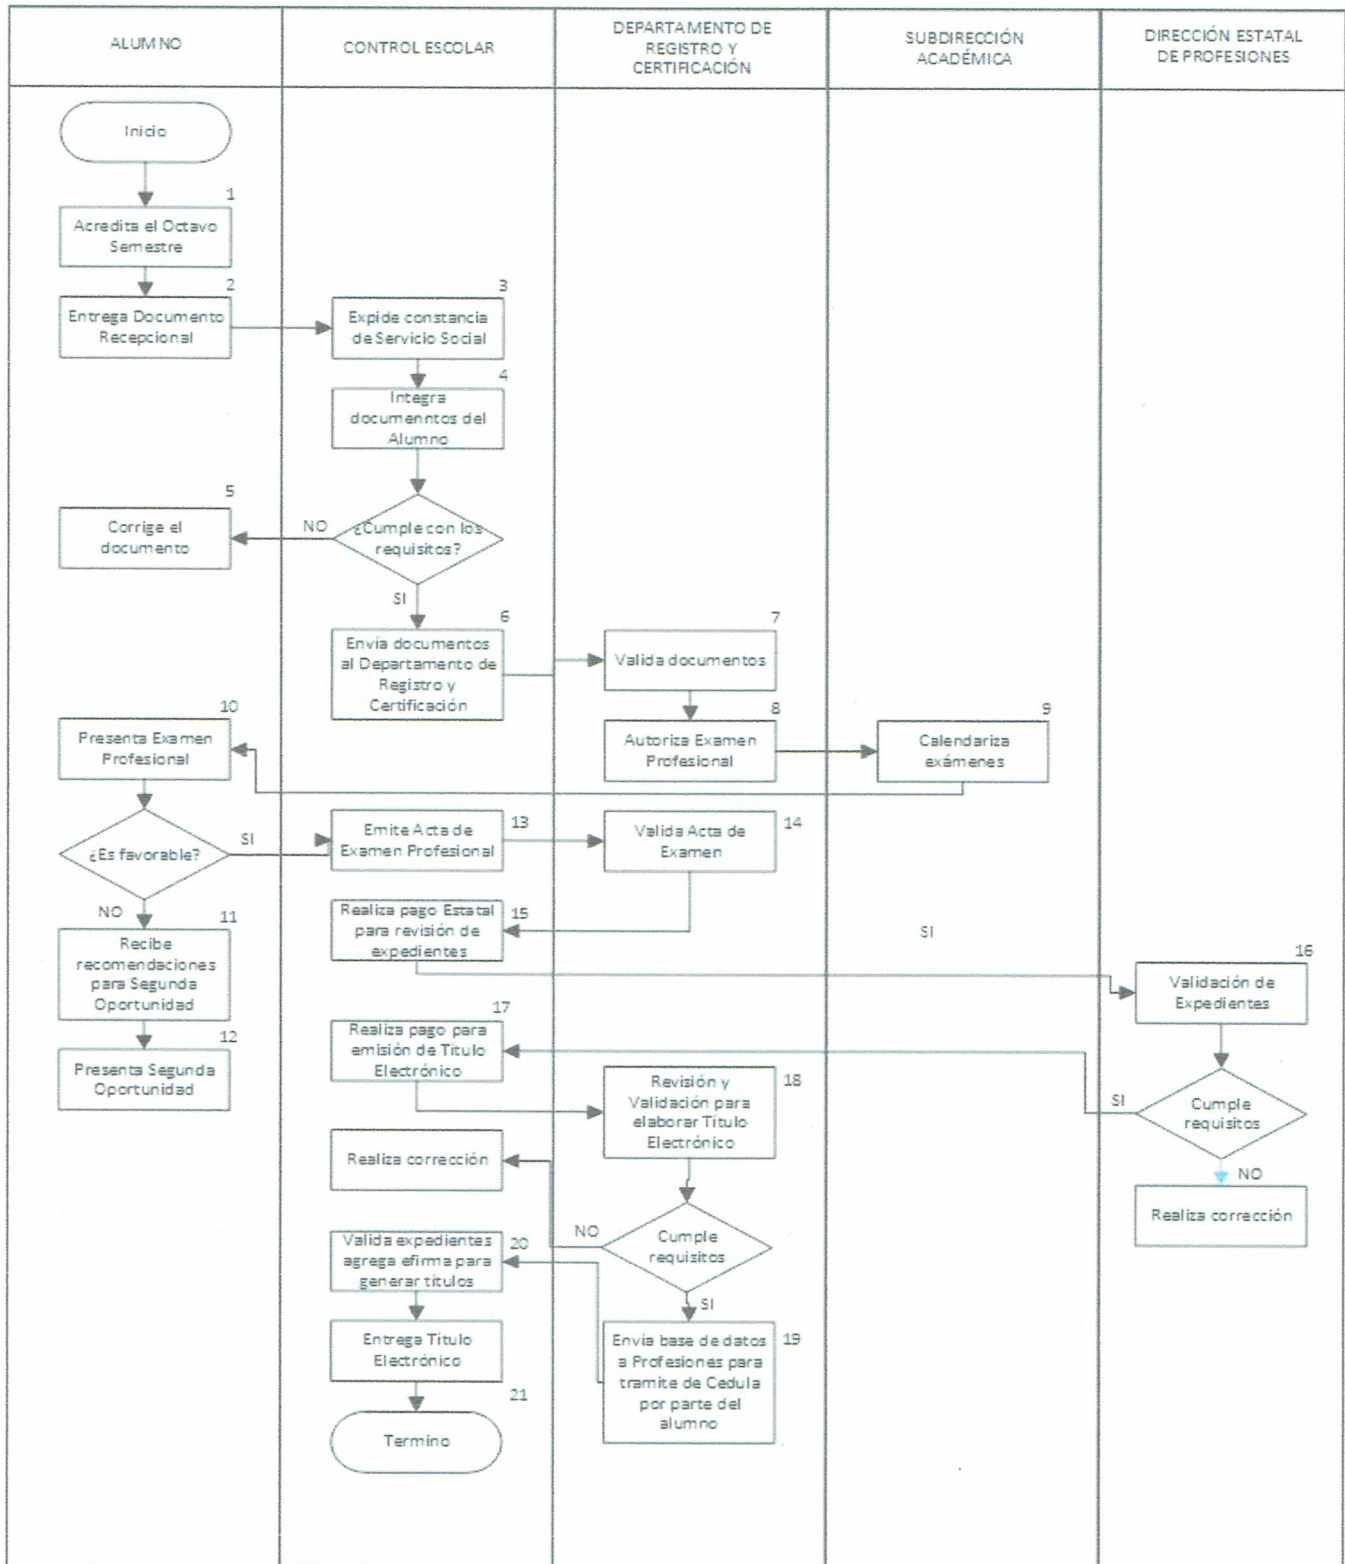 ALUMNO
CONTROL ESCOLAR
DEPARTAMENTO DE
REGISTRO Y
CERTIFICACIÓN
SUBDIRECCIÓN
ACADÉMICA
DIRECCIÓN ESTATAL
DE PROFESIONES
Inicio
1
Acredita el Octavo
Semestre
2
Entrega Documento
Recepcional
3
Expide constancia
de Servicio Social
4
Integra
documenntos del
Alumno
5
Corrige el
documento
NO
¿Cumple con los
requisitos?
SI
6
Envía documentos
al Departamento de
Registro y
Certificación
7
Valida documentos
8
Autoriza Examen
Profesional
9
Calendariza
exámenes
10
Presenta Examen
Profesional
¿Es favorable?
SI
NO
11
Recibe
recomendaciones
para Segunda
Oportunidad
12
Presenta Segunda
Oportunidad
Emite Acta de
Examen Profesional
13
Valida Acta de
Examen
14
Realiza pago Estatal
para revisión de
expedientes
15
SI
16
Validación de
Expedientes
17
Realiza pago para
emisión de Titulo
Electrónico
SI
Cumple
requisitos
NO
Realiza corrección
Revisión y
Validación para
elaborar Título
Electrónico
18
Realiza corrección
NO
Cumple
requisitos
SI
Valida expedientes
agrega efirma para
generar títulos
20
Envía base de datos
a Profesiones para
tramite de Cedula
por parte del
alumno
19
Entrega Título
Electrónico
21
Termino